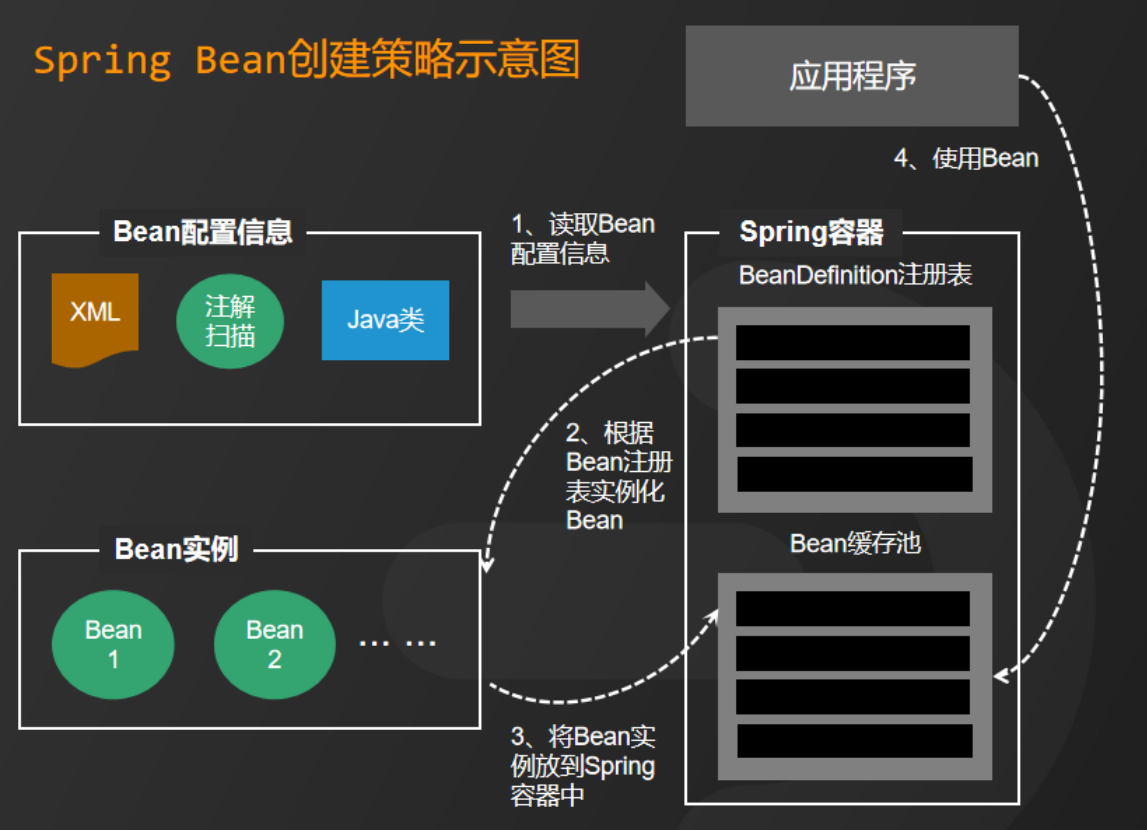 Spring Bean创建策略示意图
应用程序
4、使用Bean
Bean配置信息
XML
注解
扫描
Java类
1、读取Bean
配置信息
Spring容器
BeanDefinition注册表
2、根据
Bean注册
表实例化
Bean
Bean实例
Bean
1
Bean
2
... ...
Bean缓存池
3、将Bean实
例放到Spring
容器中